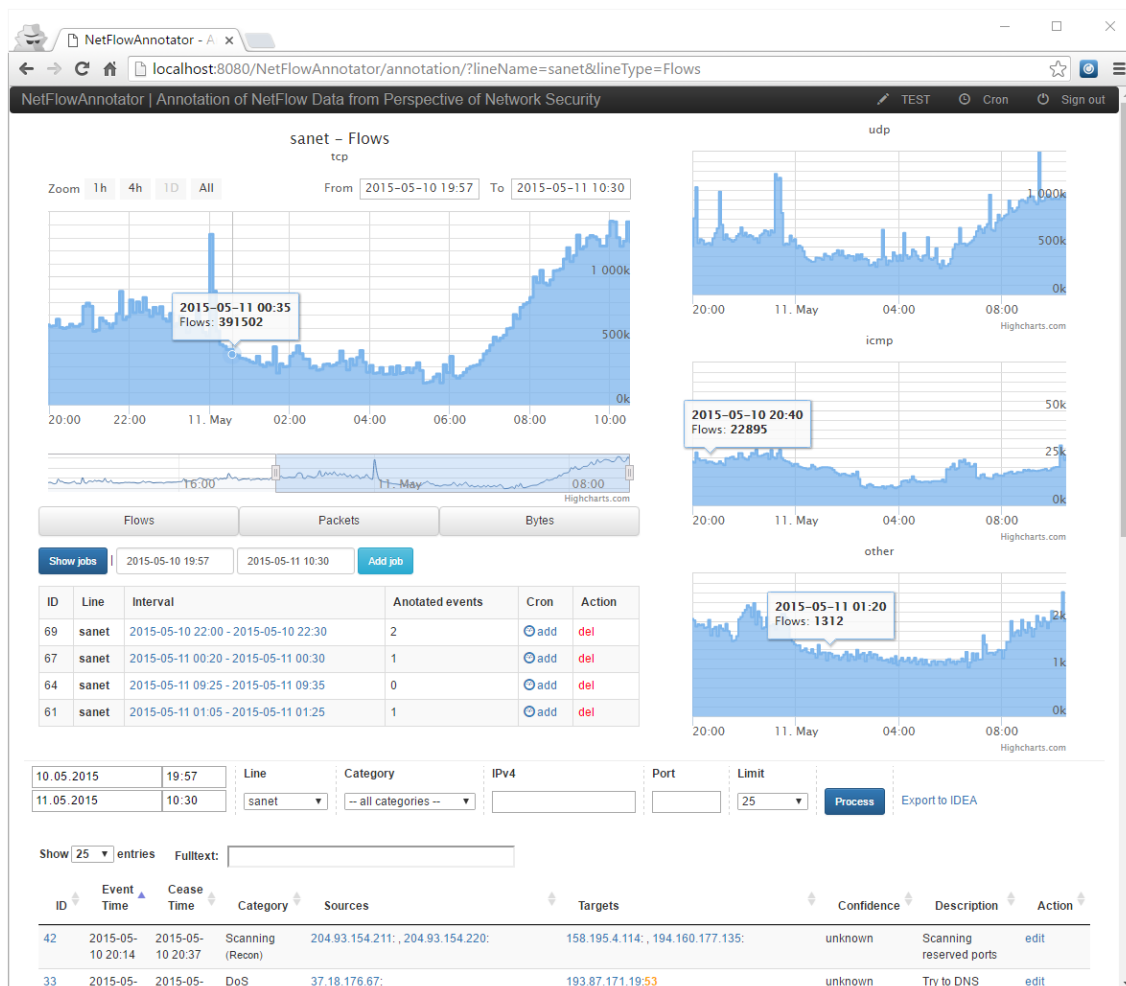 NetFlowAnnotator - A
localhost:8080/NetFlowAnnotator/annotation/?lineName=sanet&lineType=Flows
NetFlowAnnotator | Annotation of NetFlow Data from Perspective of Network Security TEST Cron Sign out
sanet – Flows
tcp
Zoom 1h 4h 1D All From 2015-05-10 19:57 To 2015-05-11 10:30
1 000k
2015-05-11 00:35
Flows: 391502
500k
0k
20:00 22:00 11. May 02:00 04:00 06:00 08:00 10:00
16:00 11. May 08:00
Highcharts.com
Flows Packets Bytes
Show jobs | 2015-05-10 19:57 2015-05-11 10:30 Add job
ID Line Interval Anotated events Cron Action
69 sanet 2015-05-10 22:00 - 2015-05-10 22:30 2 add del
67 sanet 2015-05-11 00:20 - 2015-05-11 00:30 1 add del
64 sanet 2015-05-11 09:25 - 2015-05-11 09:35 0 add del
61 sanet 2015-05-11 01:05 - 2015-05-11 01:25 1 add del
udp
1 000k
500k
0k
20:00 11. May 04:00 08:00
Highcharts.com
icmp
50k
2015-05-10 20:40
Flows: 22895
25k
0k
20:00 11. May 04:00 08:00
Highcharts.com
other
2015-05-11 01:20
Flows: 1312
2k
1k
0k
20:00 11. May 04:00 08:00
Highcharts.com
10.05.2015 19:57 Line Category IPv4 Port Limit
11.05.2015 10:30 sanet -- all categories -- 25 Process Export to IDEA
Show 25 entries Fulltext:
ID Event Time Cease Time Category Sources Targets Confidence Description Action
42 2015-05-10 20:14 2015-05-10 20:37 Scanning (Recon) 204.93.154.211: , 204.93.154.220: 158.195.4.114: , 194.160.177.135: unknown Scanning reserved ports edit
33 2015-05- 2015-05- DoS 37.18.176.67: 193.87.171.19:53 unknown Try to DNS edit